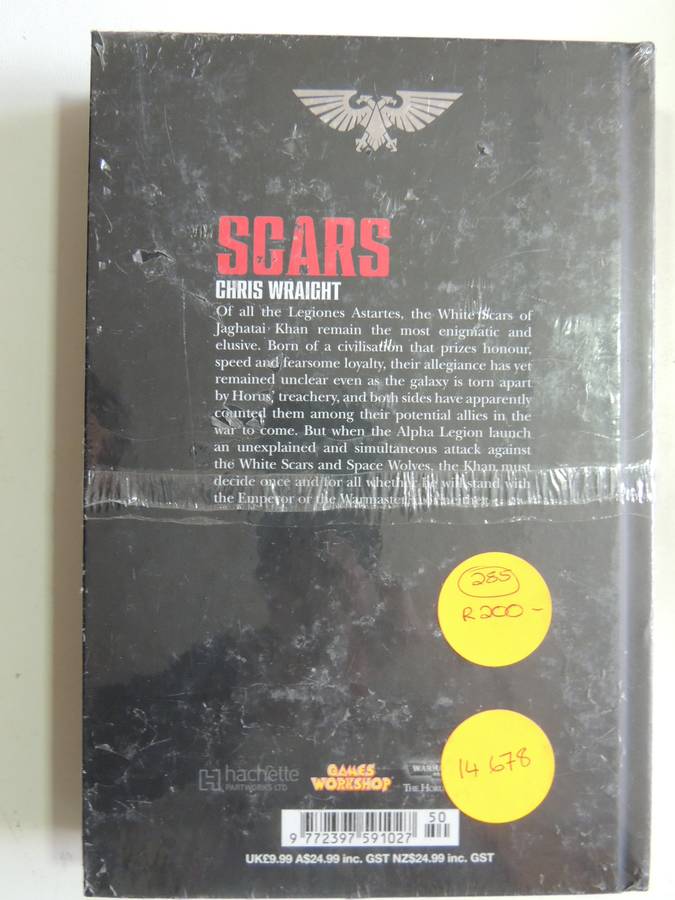 SCARS
CHRIS WRAIGHT
Of all the Legiones Astartes, the White Scars of
Jaghatai Khan remain the most enigmatic and
elusive. Born of a civilisation that prizes honour,
speed and fearsome loyalty, their allegiance has yet
remained unclear even as the galaxy is torn apart
by Horus' treachery, and both sides have apparently
counted them among their potential allies in the
war to come. But when the Alpha Legion launch
an unexplained and simultaneous attack against
the White Scars and Space Wolves, the Khan must
decide once and for all whether he will stand with
the Emperor or the Warmaster...
285
R200-
14 678
hachette
PARTWORKS LTD
GAMES
WORKSHOP
THE
50
9 772397 591027
UK£9.99 A$24.99 inc. GST NZ$24.99 inc. GST